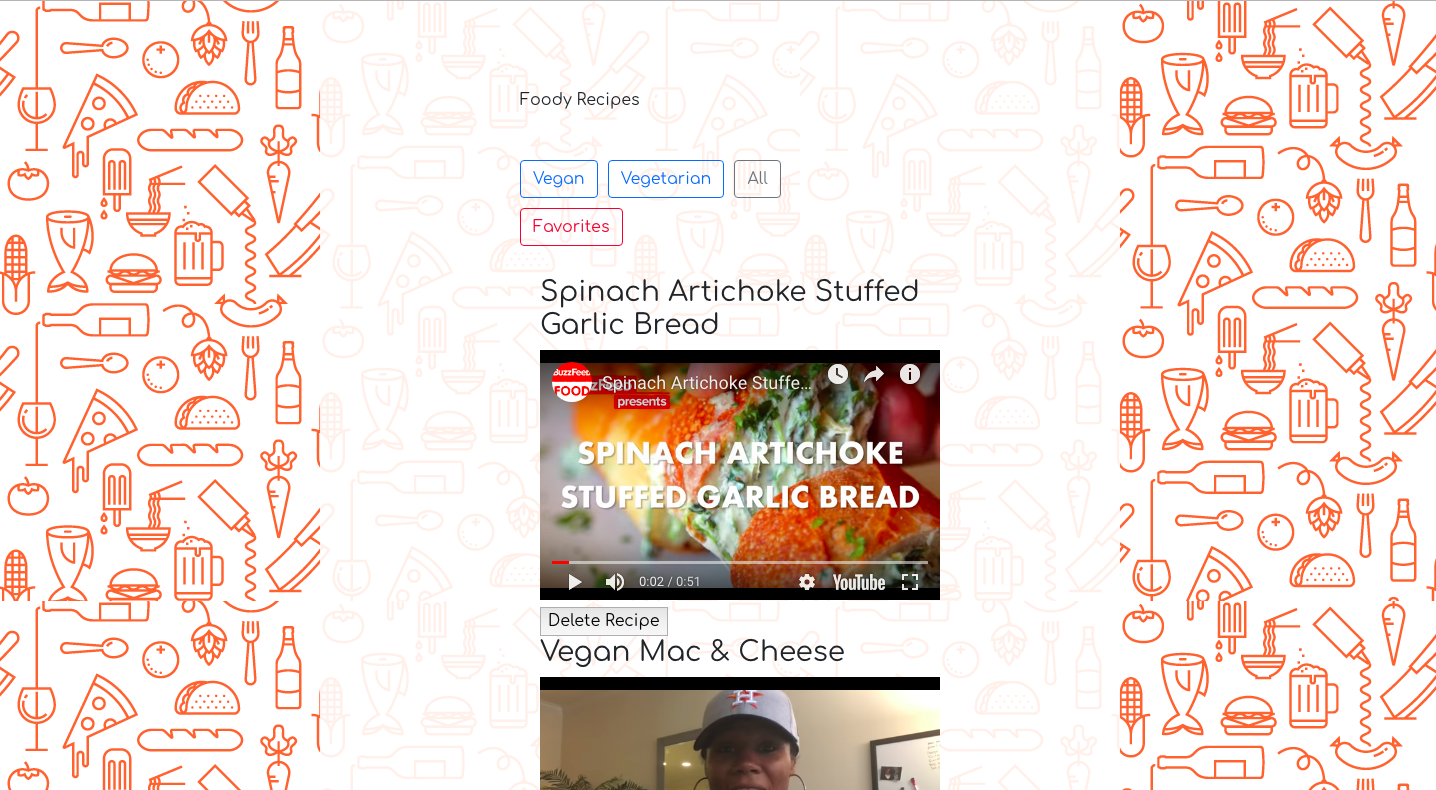 Foody Recipes
Vegan Vegetarian All
Favorites
Spinach Artichoke Stuffed
Garlic Bread
BuzzFeed
FOOD
Spinach Artichoke Stuffe...
presents
SPINACH ARTICHOKE
STUFFED GARLIC BREAD
0:02 / 0:51
YouTube
Delete Recipe
Vegan Mac & Cheese
H